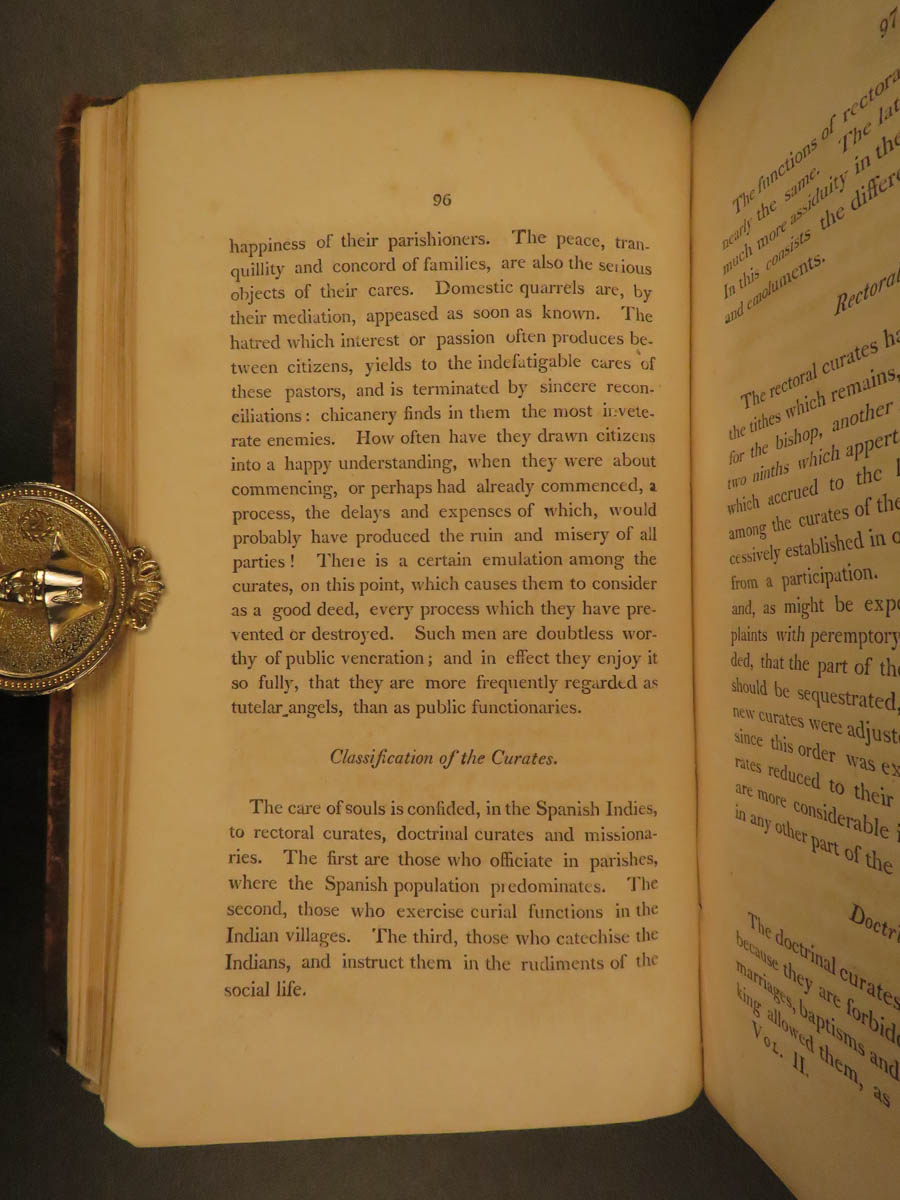 96
happiness of their parishioners. The peace, tran-
quillity and concord of families, are also the serious
objects of their cares. Domestic quarrels are, by
their mediation, appeased as soon as known. The
hatred which interest or passion often produces be-
tween citizens, yields to the indefatigable cares of
these pastors, and is terminated by sincere recon-
ciliations: chicanery finds in them the most invete-
rate enemies. How often have they drawn citizens
into a happy understanding, when they were about
commencing, or perhaps had already commenced, a
process, the delays and expenses of which, would
probably have produced the ruin and misery of all
parties! There is a certain emulation among the
curates, on this point, which causes them to consider
as a good deed, every process which they have pre-
vented or destroyed. Such men are doubtless wor-
thy of public veneration; and in effect they enjoy it
so fully, that they are more frequently regarded as
tutelar angels, than as public functionaries.
Classification of the Curates.
The care of souls is confided, in the Spanish Indies,
to rectoral curates, doctrinal curates and missiona-
ries. The first are those who officiate in parishes,
where the Spanish population predominates. The
second, those who exercise curial functions in the
Indian villages. The third, those who catechise the
Indians, and instruct them in the rudiments of the
social life.
97
The functions of rectora
nearly the same. The lat
much more assiduity in the
In this consists the differe
and emoluments.
Rectoral
The rectoral curates ha
the tithes which remains,
for the bishop, another
two ninths which appert
which accrued to the
among the curates of the
cessively established in o
from a participation.
and, as might be expe
plaints with peremptory
ded, that the part of the
should be sequestrated,
new curates were adjuste
since this order was ex
rates reduced to their
are more considerable i
in any other part of the
Doctri
The doctrinal curates
because they are forbidd
marriages, baptisms and
king allowed them, as
VOL. II.